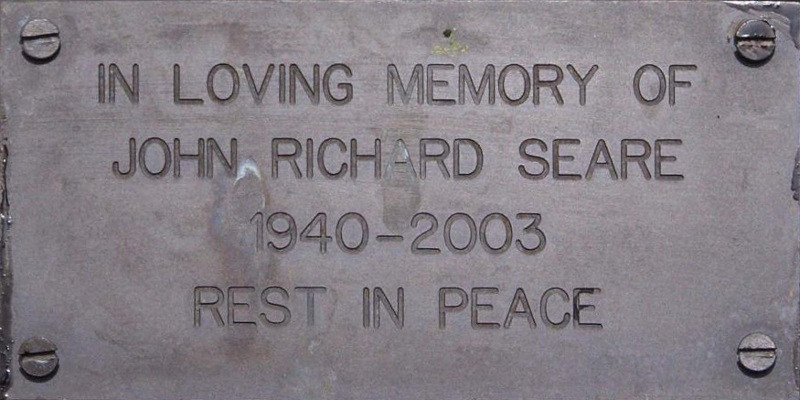 IN LOVING MEMORY OF
JOHN RICHARD SEARE
1940-2003
REST IN PEACE